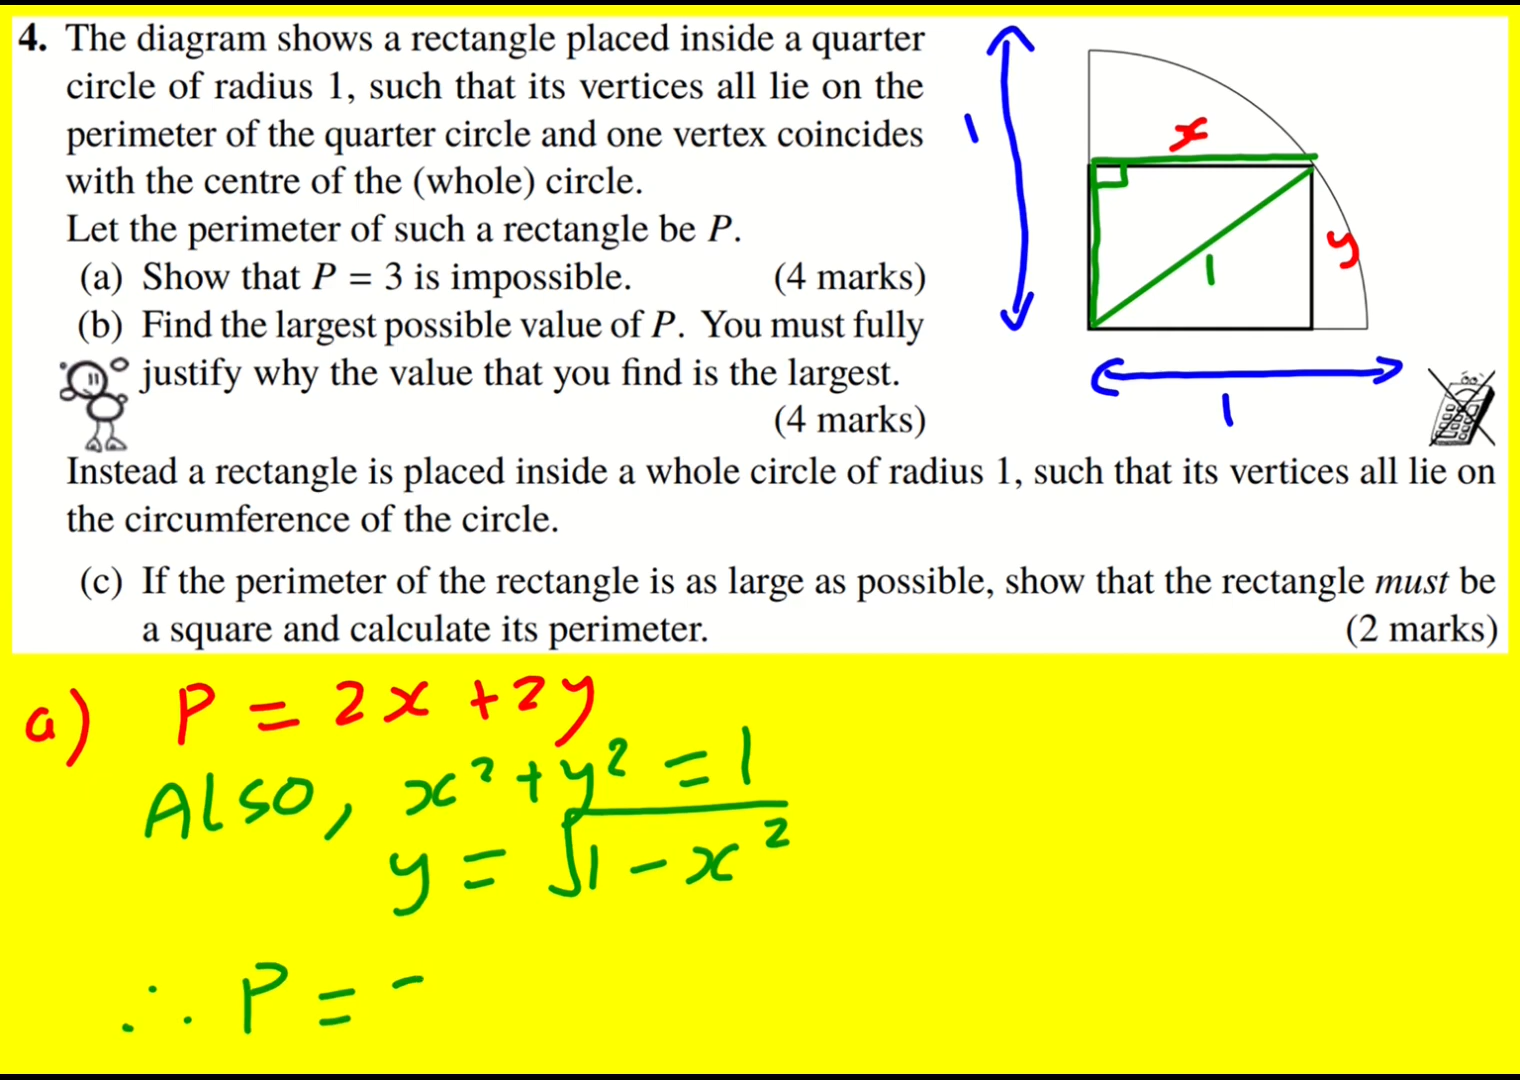 4. The diagram shows a rectangle placed inside a quarter
circle of radius 1, such that its vertices all lie on the
perimeter of the quarter circle and one vertex coincides
with the centre of the (whole) circle.
Let the perimeter of such a rectangle be P.
(a) Show that P = 3 is impossible. (4 marks)
(b) Find the largest possible value of P. You must fully
justify why the value that you find is the largest.
(4 marks)
1
x
y
1
1
Instead a rectangle is placed inside a whole circle of radius 1, such that its vertices all lie on
the circumference of the circle.
(c) If the perimeter of the rectangle is as large as possible, show that the rectangle must be
a square and calculate its perimeter. (2 marks)
a) P = 2x + 2y
Also, x² + y² = 1
y = √1 - x²
∴ P = -